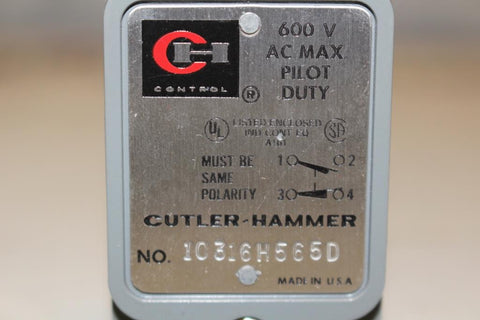 CH
CONTROL
®
600 V
AC MAX
PILOT
DUTY
UL LISTED ENCLOSED SA
IND CONT EQ
MUST BE 1 2
SAME
POLARITY 3 4
CUTLER-HAMMER
NO. 10316H565D
MADE IN U.S.A.